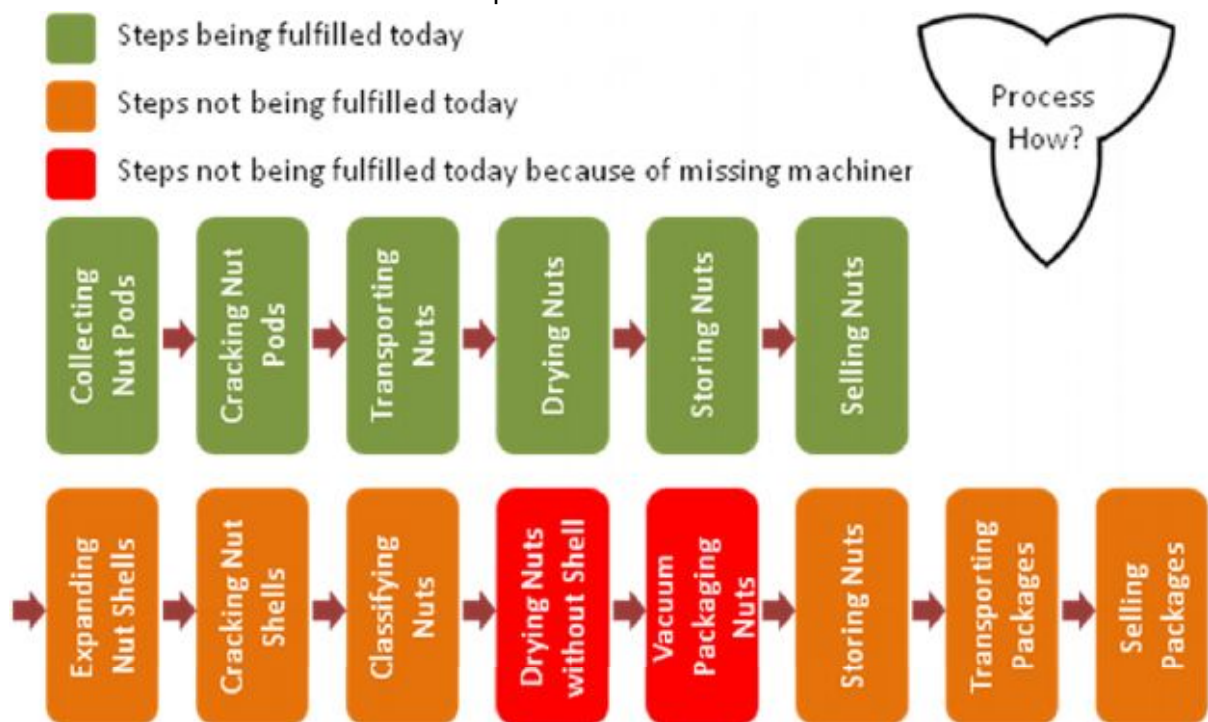 Steps being fulfilled today
Steps not being fulfilled today
Steps not being fulfilled today because of missing machiner
Process
How?
Collecting
Nut Pods
Cracking Nut
Pods
Transporting
Nuts
Drying Nuts
Storing Nuts
Selling Nuts
Expanding
Nut Shells
Cracking Nut
Shells
Classifying
Nuts
Drying Nuts
without Shell
Vacuum
Packaging
Nuts
Storing Nuts
Transporting
Packages
Selling
Packages